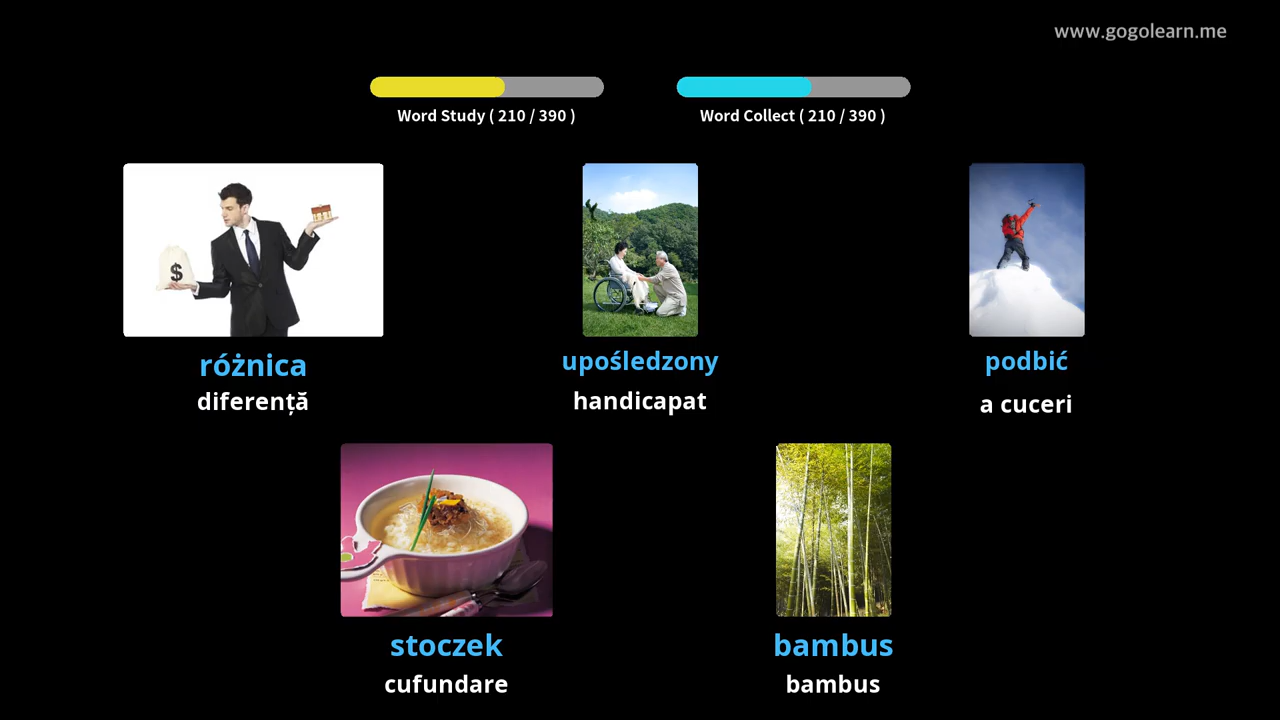 www.gogolearn.me
Word Study ( 210 / 390 )
Word Collect ( 210 / 390 )
$
różnica
diferență
upośledzony
handicapat
podbić
a cuceri
stoczek
cufundare
bambus
bambus